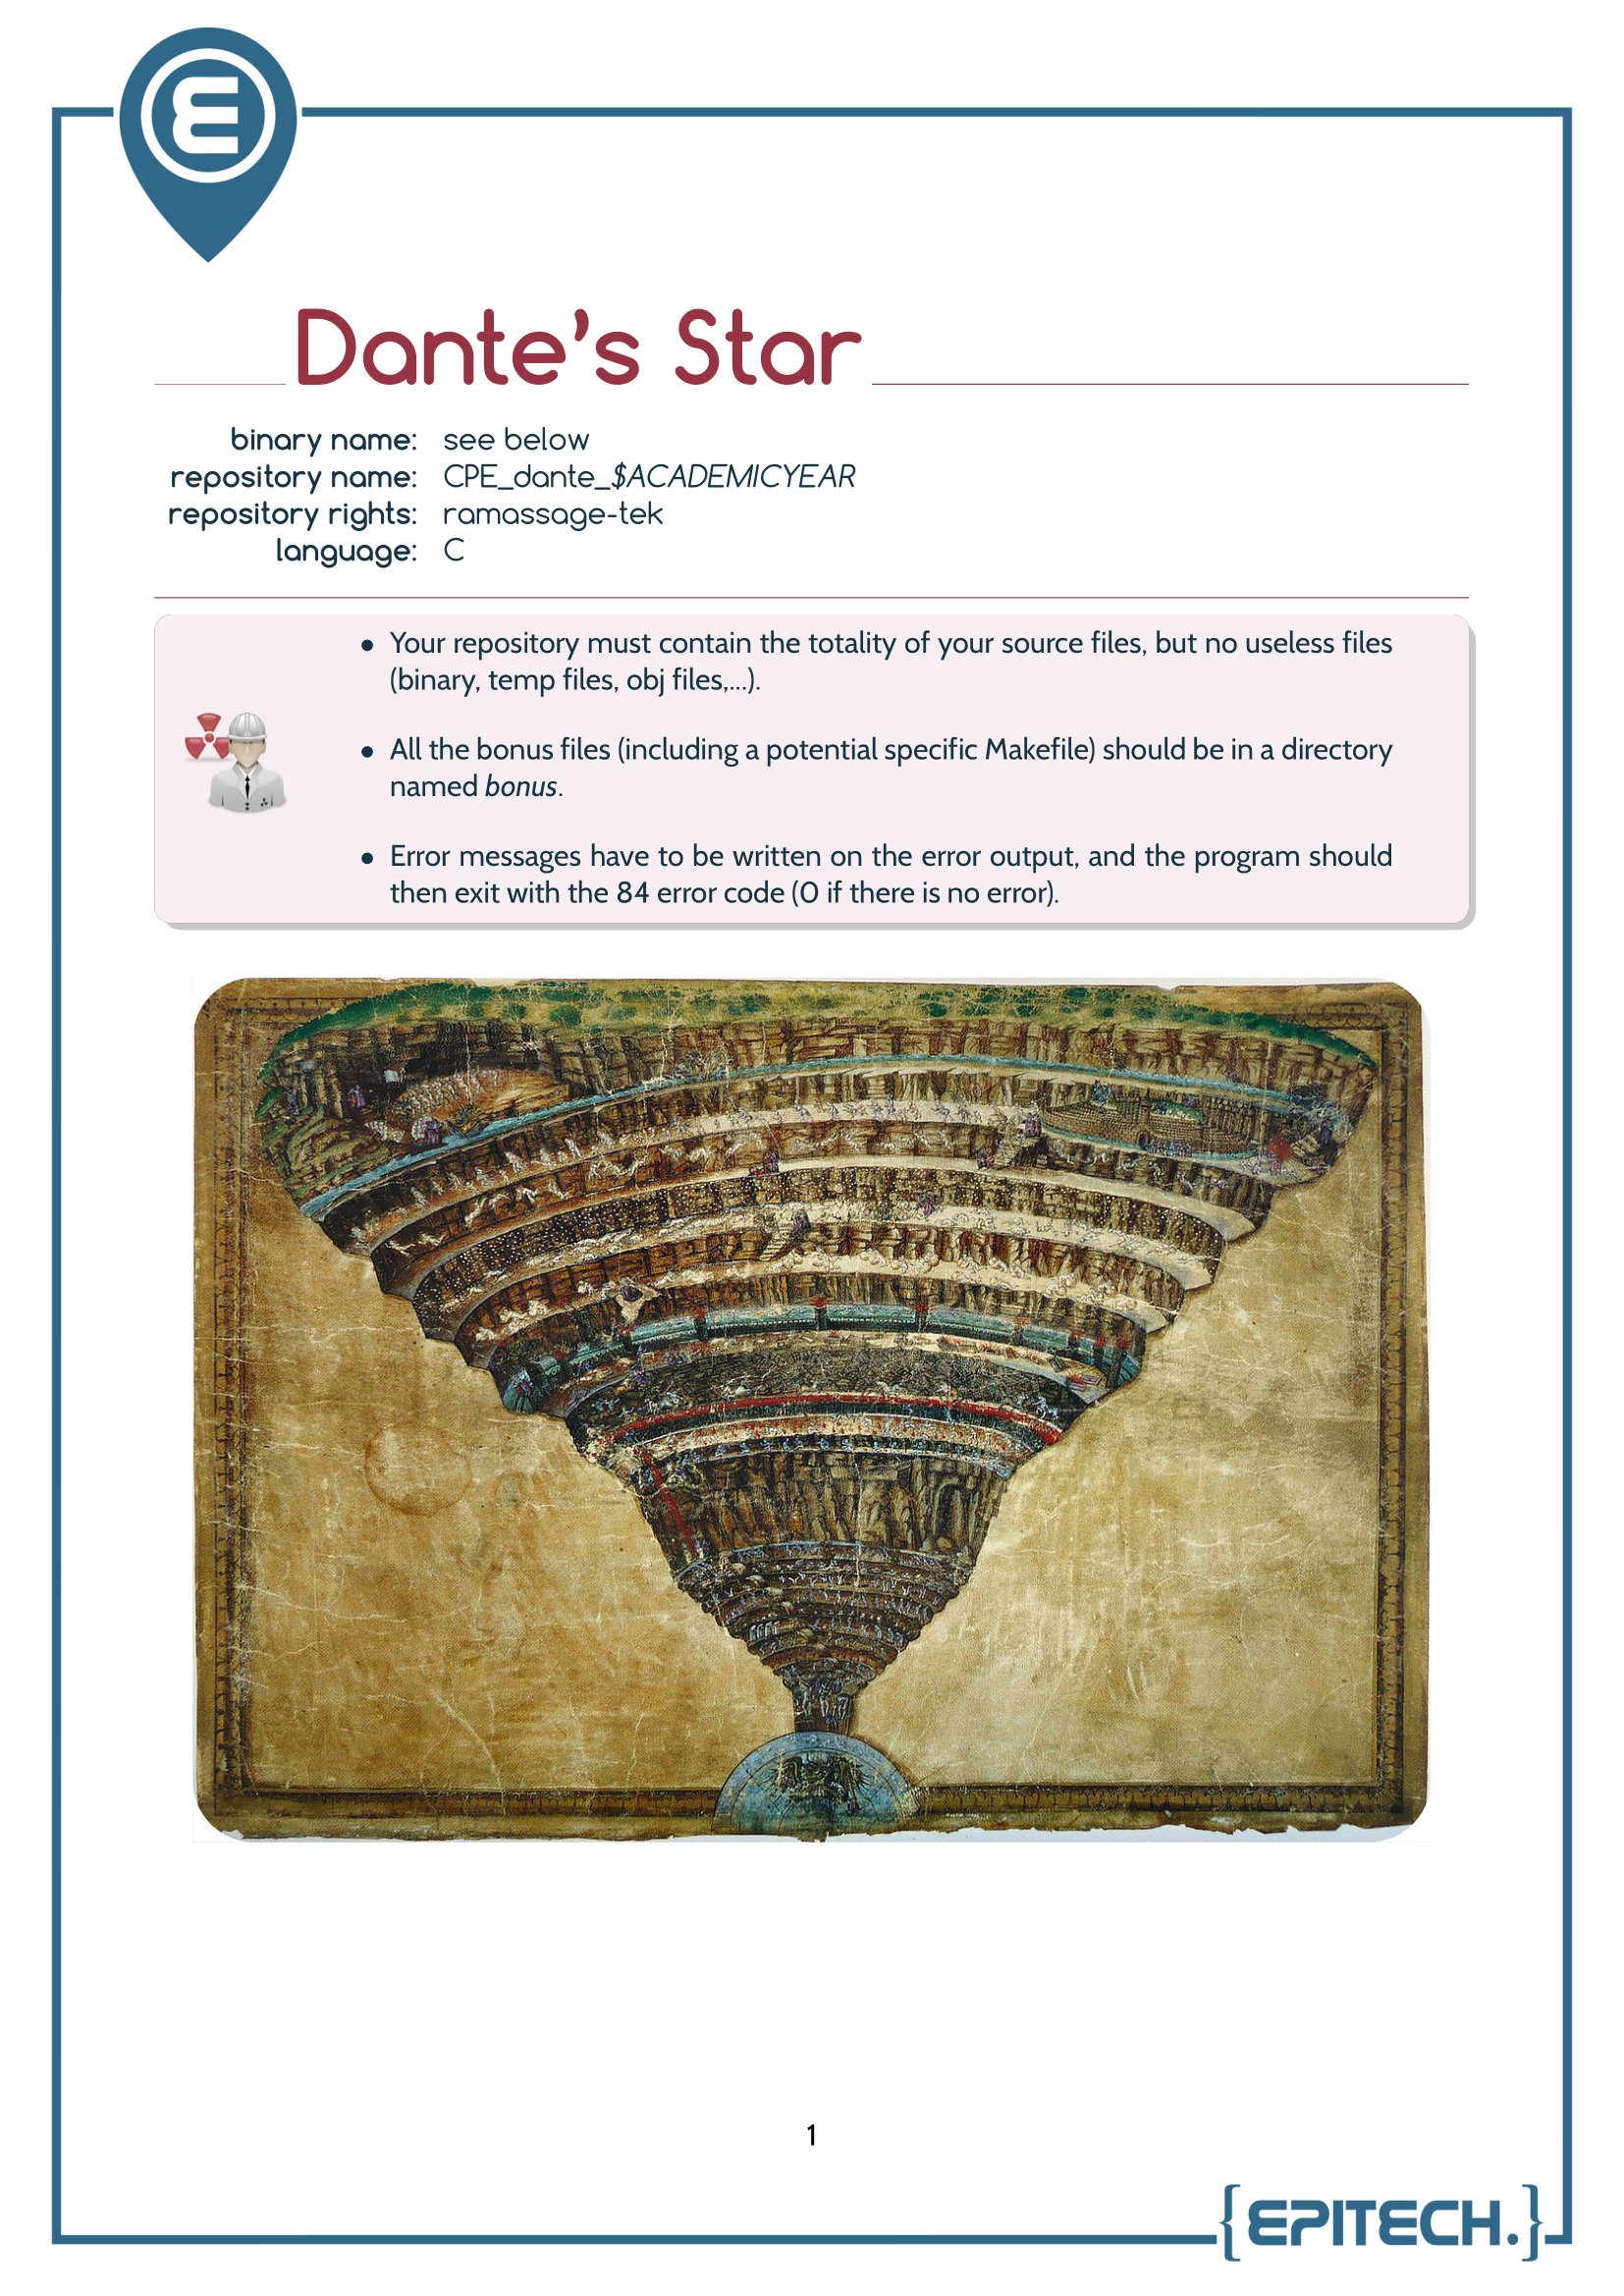 Dante's Star
binary name: see below
repository name: CPE_dante_$ACADEMICYEAR
repository rights: ramassage-tek
language: C
• Your repository must contain the totality of your source files, but no useless files
(binary, temp files, obj files,...).
• All the bonus files (including a potential specific Makefile) should be in a directory
named bonus.
• Error messages have to be written on the error output, and the program should
then exit with the 84 error code (0 if there is no error).
1
{EPITECH.}